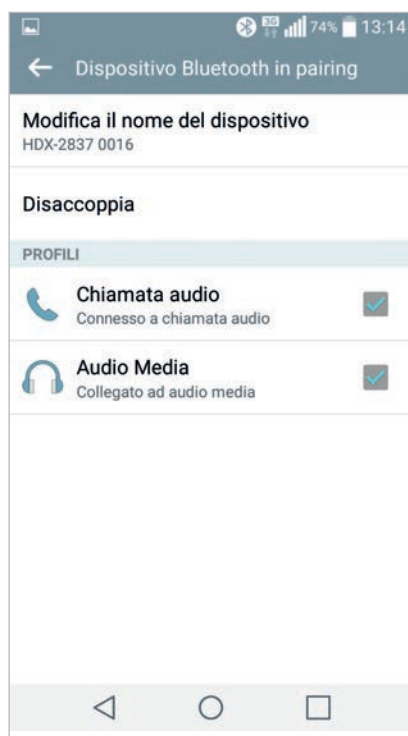 3G
74% 13:14
Dispositivo Bluetooth in pairing
Modifica il nome del dispositivo
HDX-2837 0016
Disaccoppia
PROFILI
Chiamata audio
Connesso a chiamata audio
Audio Media
Collegato ad audio media